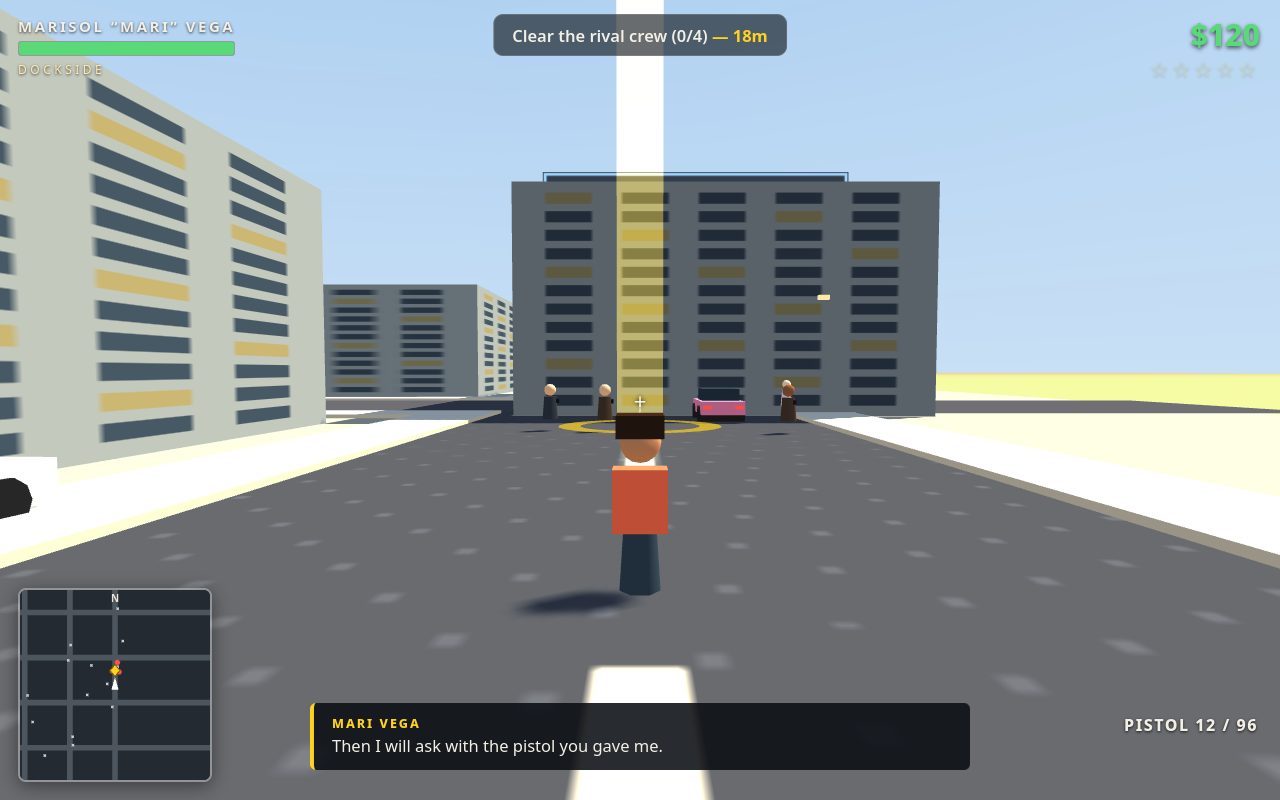 MARISOL “MARI” VEGA
DOCKSIDE
Clear the rival crew (0/4) — 18m
$120
N
MARI VEGA
Then I will ask with the pistol you gave me.
PISTOL 12 / 96